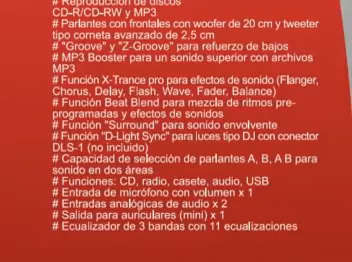 # Reproducción de discos
CD-R/CD-RW y MP3
# Parlantes con frontales con woofer de 20 cm y tweeter
tipo corneta avanzado de 2,5 cm
# "Groove" y "Z-Groove" para refuerzo de bajos
# MP3 Booster para un sonido superior con archivos
MP3
# Función X-Trance pro para efectos de sonido (Flanger,
Chorus, Delay, Flash, Wave, Fader, Balance)
# Función Beat Blend para mezcla de ritmos pre-
programadas y efectos de sonidos
# Función "Surround" para sonido envolvente
# Función "D-Light Sync" para luces tipo DJ con conector
DLS-1 (no incluido)
# Capacidad de selección de parlantes A, B, A B para
sonido en dos áreas
# Funciones: CD, radio, casete, audio, USB
# Entrada de micrófono con volumen x 1
# Entradas analógicas de audio x 2
# Salida para auriculares (mini) x 1
# Ecualizador de 3 bandas con 11 ecualizaciones